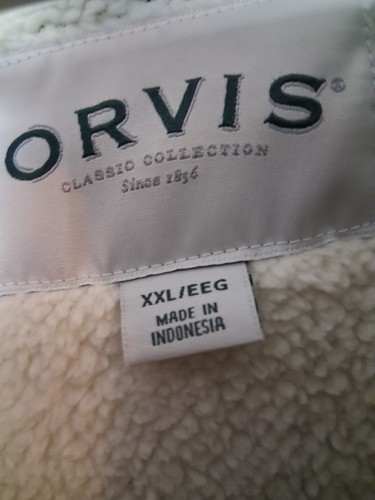 ORVIS®
CLASSIC COLLECTION
Since 1856
XXL/EEG
MADE IN
INDONESIA